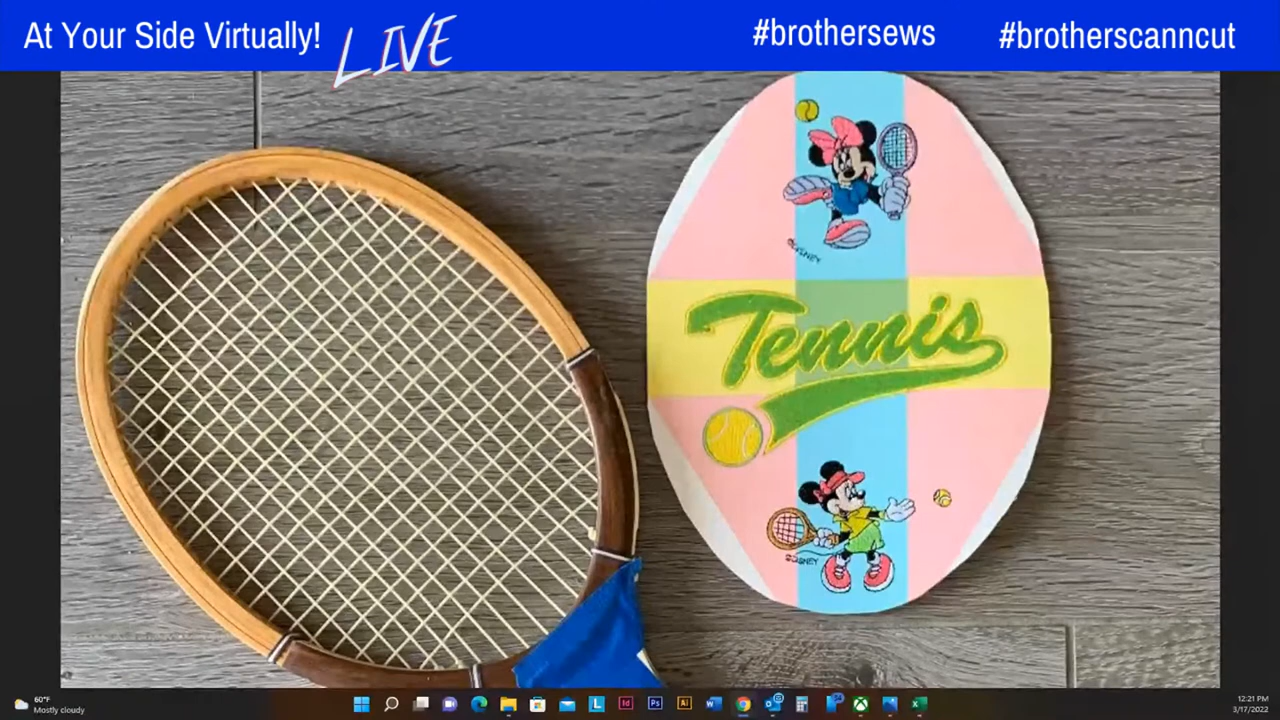 At Your Side Virtually! LIVE
#brothersews
#brotherscanncut
©DISNEY
Tennis
©DISNEY
60°F
Mostly cloudy
12:21 PM
3/17/2022